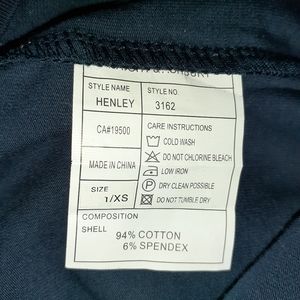 STYLE NAME
HENLEY
STYLE NO.
3162
CA#19500
MADE IN CHINA
SIZE
1/XS
CARE INSTRUCTIONS
COLD WASH
DO NOT CHLORINE BLEACH
LOW IRON
P DRY CLEAN POSSIBLE
DO NOT TUMBLE DRY
COMPOSITION
SHELL
94% COTTON
6% SPENDEX